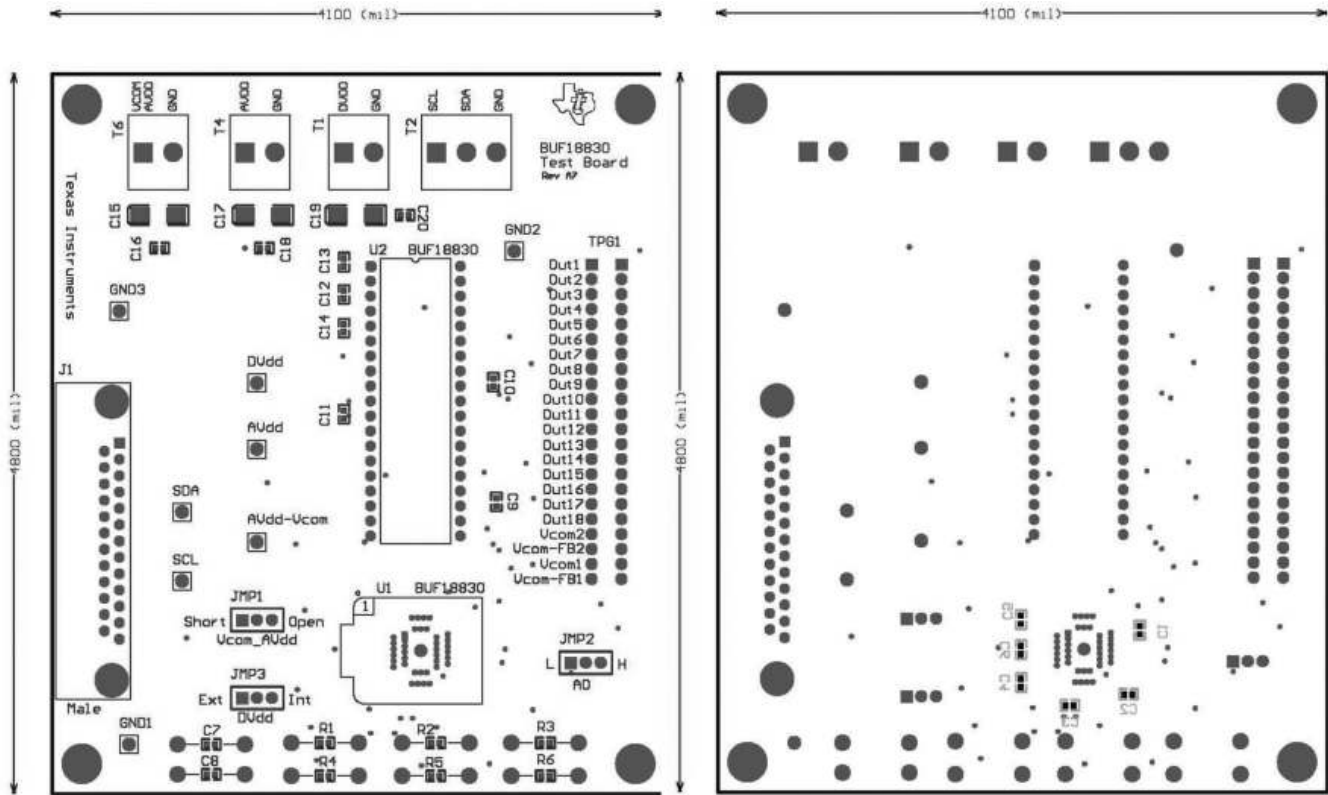 4100 (mil)
4100 (mil)
4800 (mil)
4800 (mil)
VCOM
AVDD
GND
AVDD
GND
DVDD
GND
SCL
SDA
GND
T6
T4
T1
T2
BUF18830
Test Board
Rev A7
Texas Instruments
C15
C17
C19
C20
C16
C18
GND3
C13
C12
C14
C11
U2
BUF18830
GND2
TPG1
Out1
Out2
Out3
Out4
Out5
Out6
Out7
Out8
Out9
Out10
Out11
Out12
Out13
Out14
Out15
Out16
Out17
Out18
Vcom2
Vcom-FB2
Vcom1
Vcom-FB1
C10
C9
J1
DVdd
AVdd
SDA
AVdd-Vcom
SCL
JMP1
Short
Open
Vcom_AVdd
JMP3
Ext
Int
DVdd
U1
BUF18830
1
JMP2
L
H
AD
Male
GND1
C7
R1
R2
R3
C8
R4
R5
R6
C5
C6
C4
C3
C2
C1